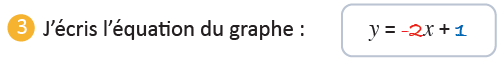 3 J’écris l’équation du graphe : y = -2x + 1